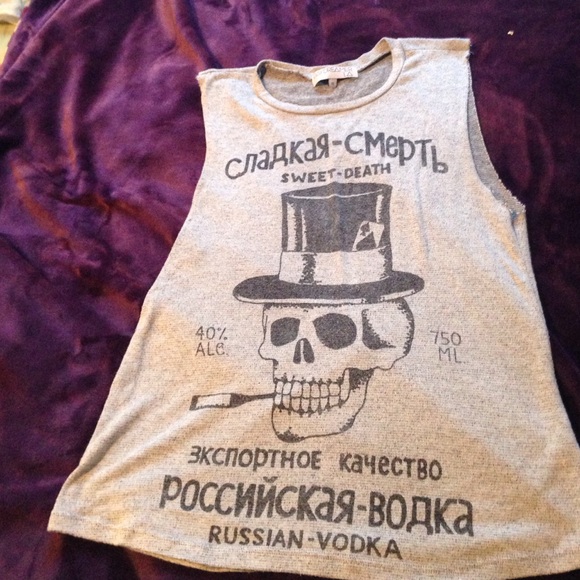 сладкая-смерть
SWEET-DEATH
40%
ALC.
750
ML
экспортное качество
РОССИЙСКАЯ-ВОДКА
RUSSIAN-VODKA